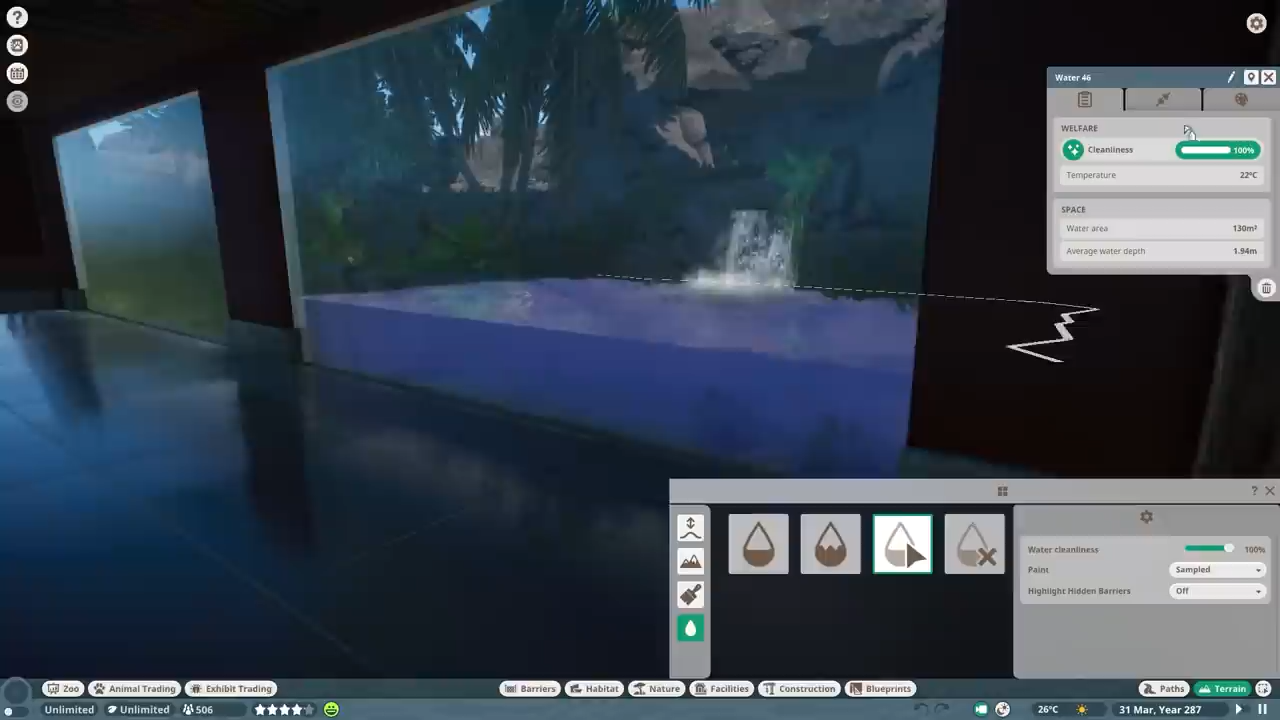 ?
Water 46
WELFARE
Cleanliness 100%
Temperature 22°C
SPACE
Water area 130m²
Average water depth 1.94m
?
Water cleanliness 100%
Paint Sampled
Highlight Hidden Barriers Off
Zoo Animal Trading Exhibit Trading Barriers Habitat Nature Facilities Construction Blueprints Paths Terrain
Unlimited Unlimited 506 26°C 31 Mar, Year 287